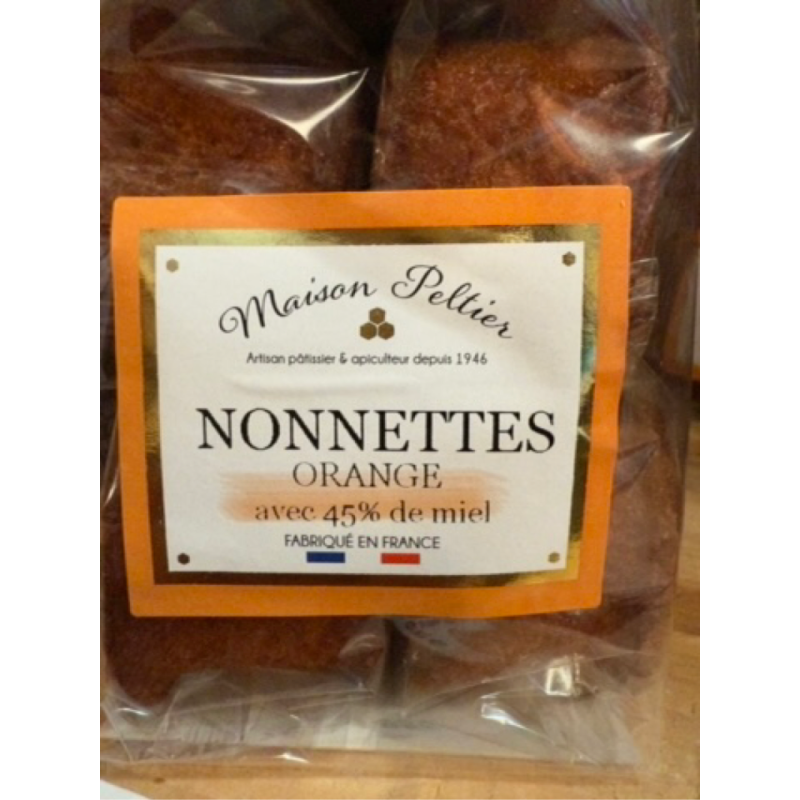 Maison Peltier
Artisan pâtissier & apiculteur depuis 1946
NONNETTES
ORANGE
avec 45% de miel
FABRIQUÉ EN FRANCE